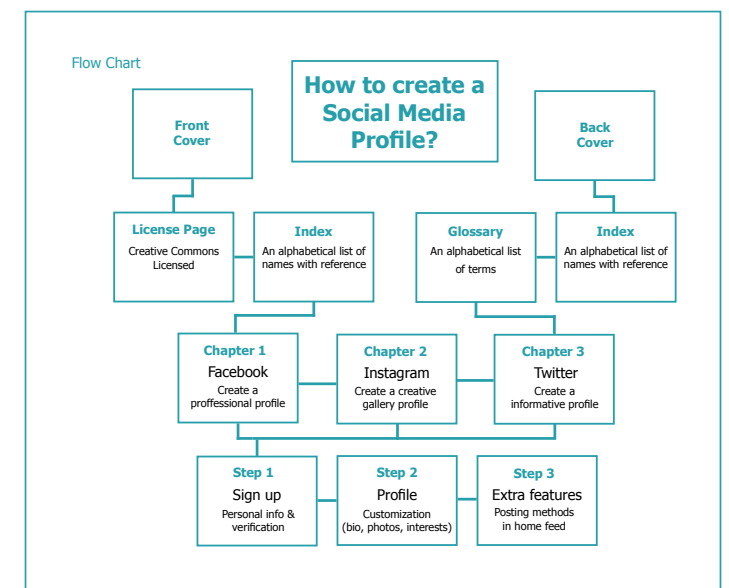 Flow Chart
How to create a
Social Media
Profile?
Front
Cover
Back
Cover
License Page
Creative Commons
Licensed
Index
An alphabetical list of
names with reference
Glossary
An alphabetical list
of terms
Index
An alphabetical list of
names with reference
Chapter 1
Facebook
Create a
proffessional profile
Chapter 2
Instagram
Create a creative
gallery profile
Chapter 3
Twitter
Create a
informative profile
Step 1
Sign up
Personal info &
verification
Step 2
Profile
Customization
(bio, photos, interests)
Step 3
Extra features
Posting methods
in home feed